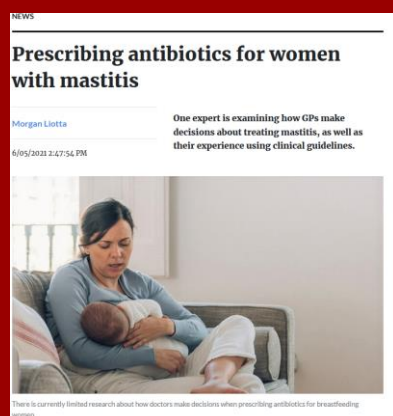 NEWS
Prescribing antibiotics for women
with mastitis
Morgan Liotta
6/05/2021 2:47:54 PM
One expert is examining how GPs make
decisions about treating mastitis, as well as
their experience using clinical guidelines.
There is currently limited research about how doctors make decisions when prescribing antibiotics for breastfeeding
women.